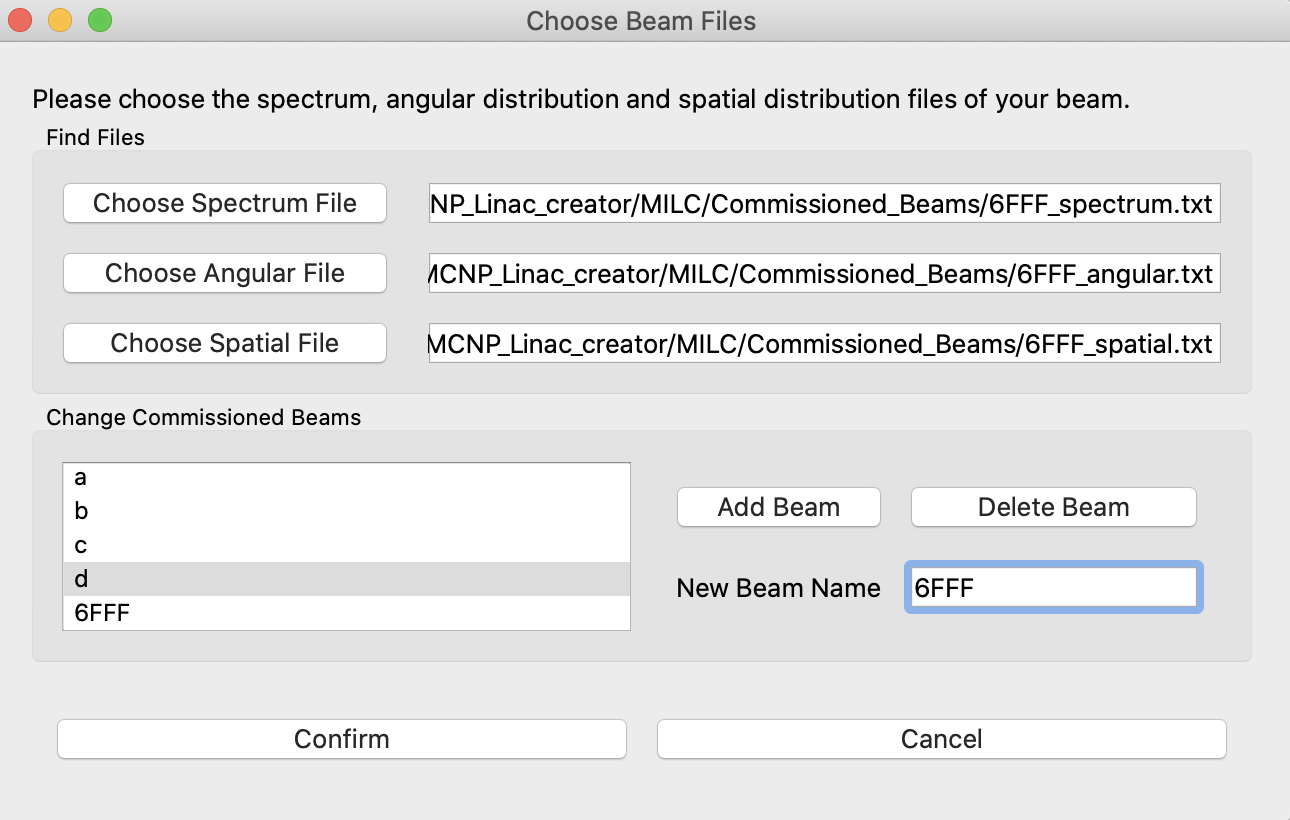 Choose Beam Files
Please choose the spectrum, angular distribution and spatial distribution files of your beam.
Find Files
Choose Spectrum File NP_Linac_creator/MILC/Commissioned_Beams/6FFF_spectrum.txt
Choose Angular File MCNP_Linac_creator/MILC/Commissioned_Beams/6FFF_angular.txt
Choose Spatial File MCNP_Linac_creator/MILC/Commissioned_Beams/6FFF_spatial.txt
Change Commissioned Beams
a
b
c
d
6FFF
Add Beam Delete Beam
New Beam Name 6FFF
Confirm Cancel